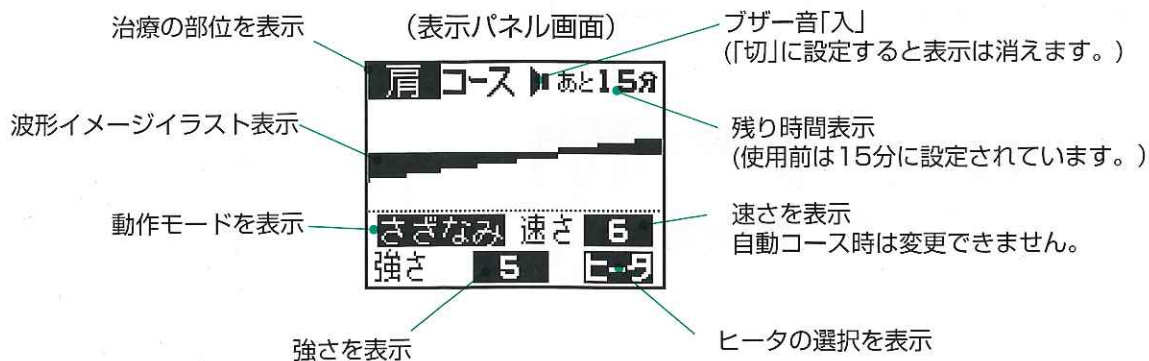 治療の部位を表示
(表示パネル画面)
ブザー音「入」
(「切」に設定すると表示は消えます。)
肩 コース あと15分
波形イメージイラスト表示
残り時間表示
(使用前は15分に設定されています。)
動作モードを表示
さざなみ 速さ 6
速さを表示
自動コース時は変更できません。
強さ 5 ヒータ
強さを表示
ヒータの選択を表示